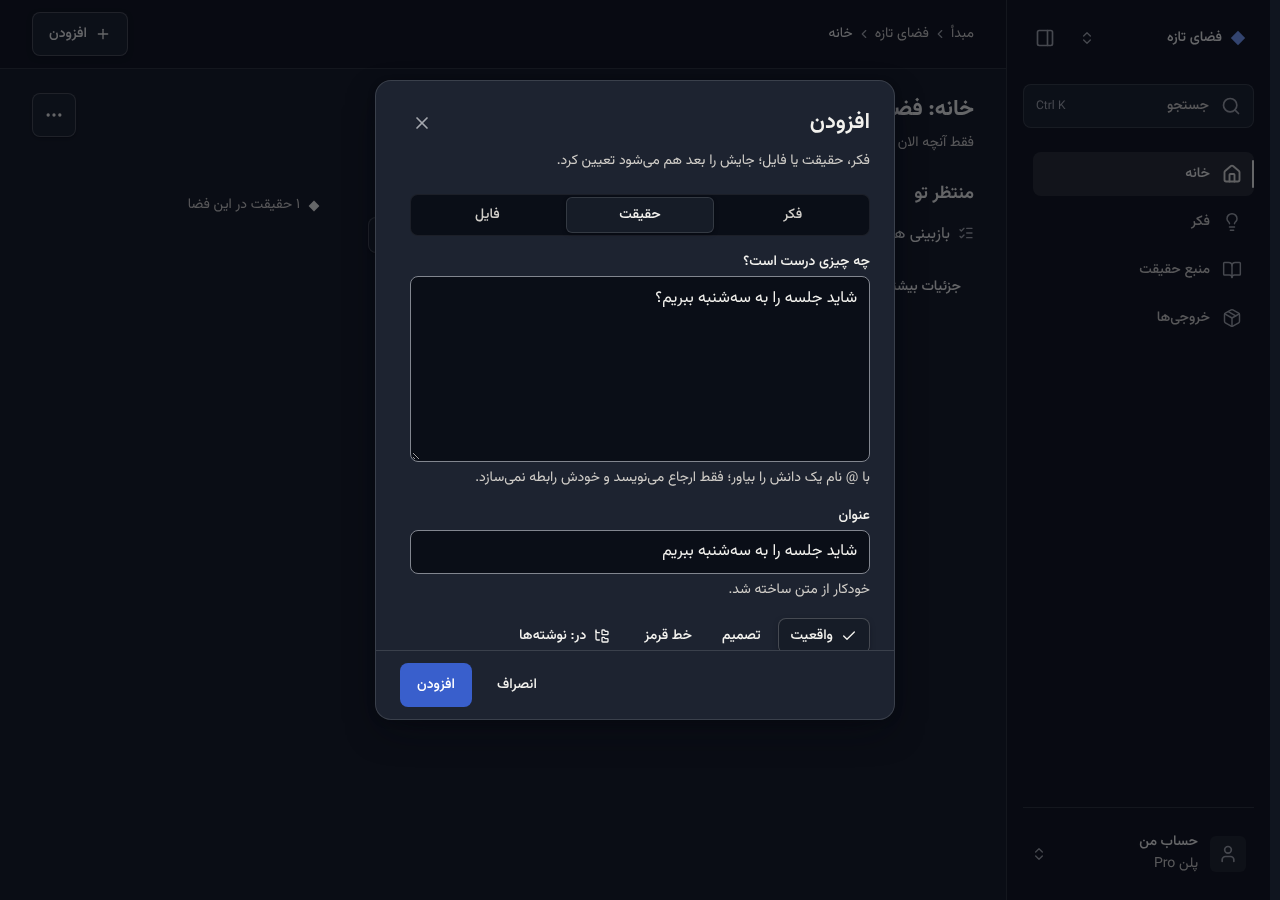 فضای تازه
جستجو
Ctrl K
خانه
فکر
منبع حقیقت
خروجی‌ها
حساب من
پلن Pro
مبدأ
فضای تازه
خانه
افزودن
خانه: فضـ
فقط آنچه الان
منتظر تو
بازبینی
جزئیات بیشـ
۱ حقیقت در این فضا
افزودن
فکر، حقیقت یا فایل؛ جایش را بعد هم می‌شود تعیین کرد.
فکر
حقیقت
فایل
چه چیزی درست است؟
شاید جلسه را به سه‌شنبه ببریم؟
با @ نام یک دانش را بیاور؛ فقط ارجاع می‌نویسد و خودش رابطه نمی‌سازد.
عنوان
شاید جلسه را به سه‌شنبه ببریم
خودکار از متن ساخته شد.
واقعیت
تصمیم
خط قرمز
در: نوشته‌ها
انصراف
افزودن